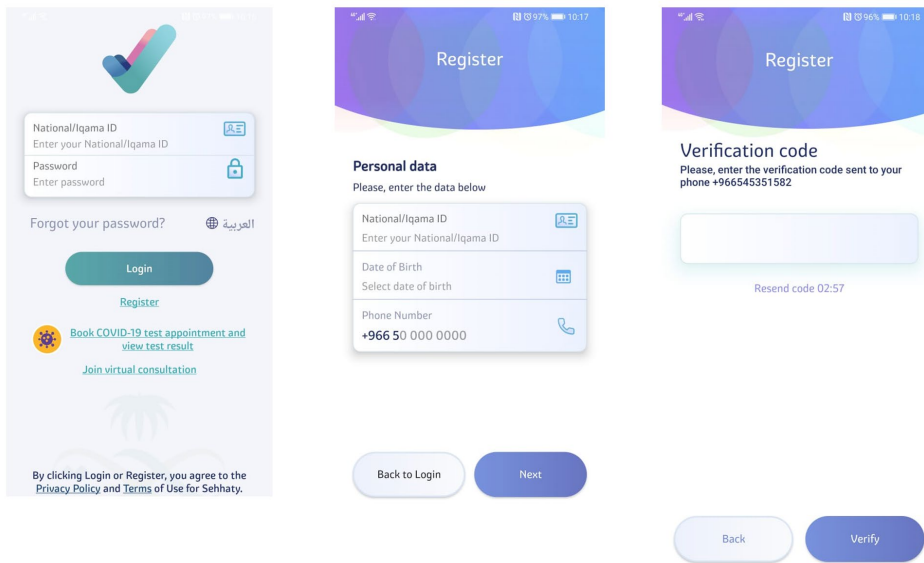 National/Iqama ID
Enter your National/Iqama ID
Password
Enter password
Forgot your password?
العربية
Login
Register
Book COVID-19 test appointment and
view test result
Join virtual consultation
By clicking Login or Register, you agree to the
Privacy Policy and Terms of Use for Sehhaty.
97% 10:17
Register
Personal data
Please, enter the data below
National/Iqama ID
Enter your National/Iqama ID
Date of Birth
Select date of birth
Phone Number
+966 50 000 0000
Back to Login
Next
96% 10:18
Register
Verification code
Please, enter the verification code sent to your
phone +966545351582
Resend code 02:57
Back
Verify